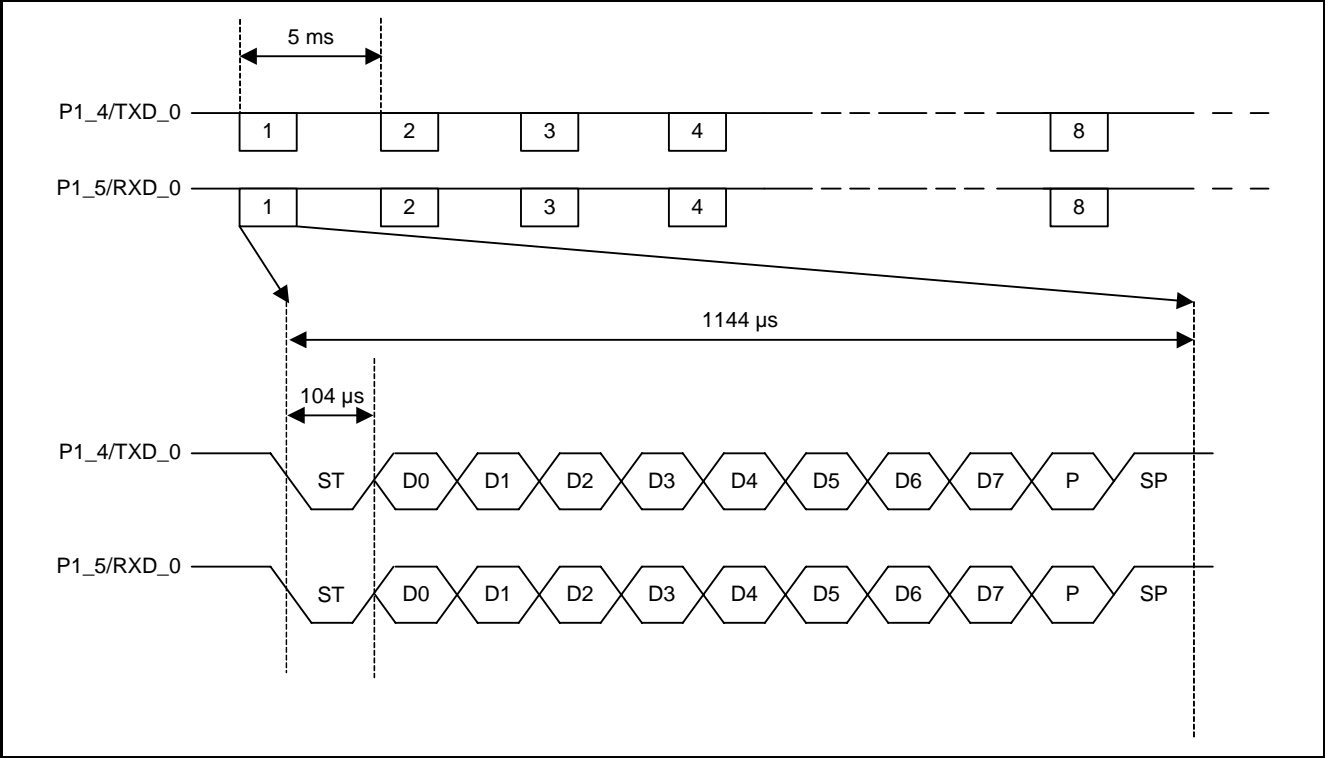 5 ms
P1_4/TXD_0
1 2 3 4 8
P1_5/RXD_0
1 2 3 4 8
1144 µs
104 µs
P1_4/TXD_0
ST D0 D1 D2 D3 D4 D5 D6 D7 P SP
P1_5/RXD_0
ST D0 D1 D2 D3 D4 D5 D6 D7 P SP